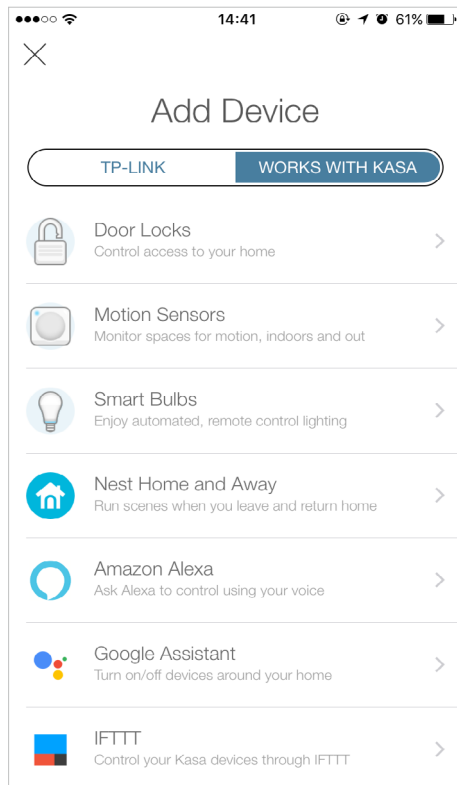 14:41
61%
Add Device
TP-LINK
WORKS WITH KASA
Door Locks
Control access to your home
Motion Sensors
Monitor spaces for motion, indoors and out
Smart Bulbs
Enjoy automated, remote control lighting
Nest Home and Away
Run scenes when you leave and return home
Amazon Alexa
Ask Alexa to control using your voice
Google Assistant
Turn on/off devices around your home
IFTTT
Control your Kasa devices through IFTTT